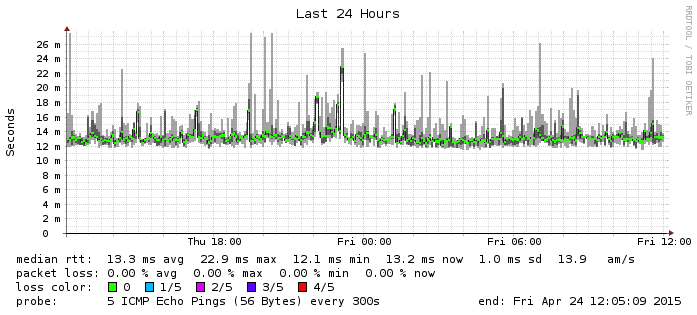 Last 24 Hours
RRDTOOL / TOBI OETIKER
Seconds
26 m
24 m
22 m
20 m
18 m
16 m
14 m
12 m
10 m
8 m
6 m
4 m
2 m
0
Thu 18:00 Fri 00:00 Fri 06:00 Fri 12:00
median rtt: 13.3 ms avg 22.9 ms max 12.1 ms min 13.2 ms now 1.0 ms sd 13.9 am/s
packet loss: 0.00 % avg 0.00 % max 0.00 % min 0.00 % now
loss color: 0 1/5 2/5 3/5 4/5
probe: 5 ICMP Echo Pings (56 Bytes) every 300s end: Fri Apr 24 12:05:09 2015